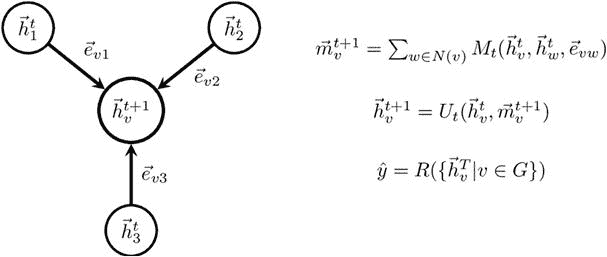 h⃗₁ᵗ
h⃗₂ᵗ
e⃗ᵥ₁
e⃗ᵥ₂
h⃗ᵥᵗ⁺¹
e⃗ᵥ₃
h⃗₃ᵗ
m⃗ᵥᵗ⁺¹ = ∑_{w∈N(v)} Mₜ(h⃗ᵥᵗ, h⃗_wᵗ, e⃗_{vw})
h⃗ᵥᵗ⁺¹ = Uₜ(h⃗ᵥᵗ, m⃗ᵥᵗ⁺¹)
ŷ = R({h⃗ᵥᵀ|v ∈ G})